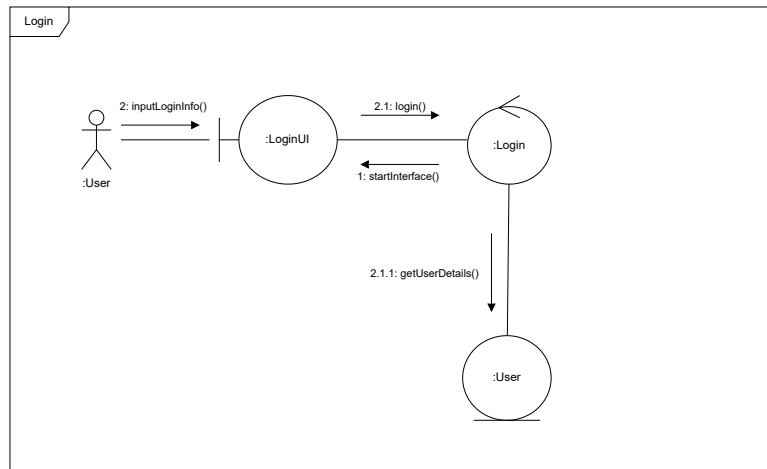 Login
2: inputLoginInfo()
2.1: login()
:LoginUI
:Login
:User
1: startInterface()
2.1.1: getUserDetails()
:User